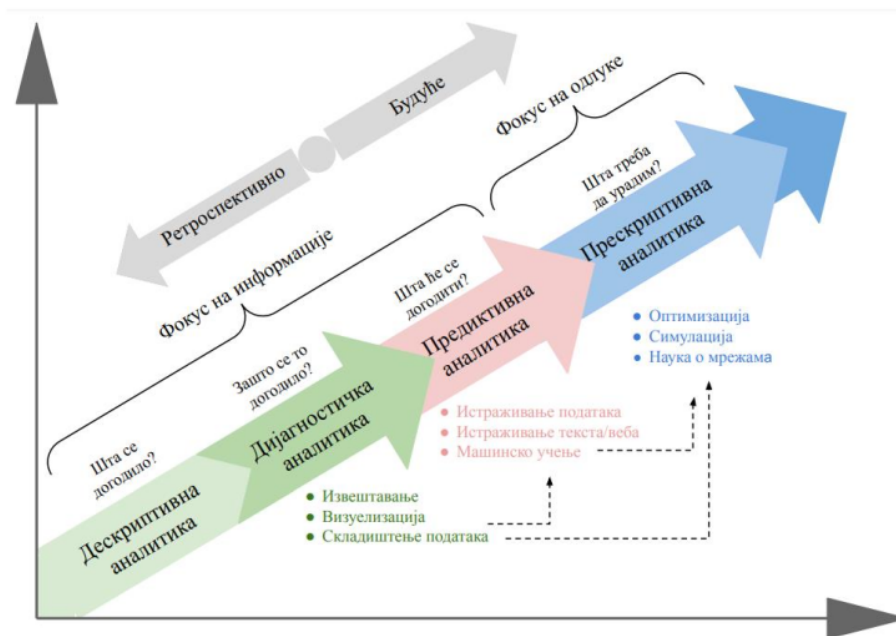 Будуће
Ретроспективно
Фокус на одлуке
Фокус на информације
Шта треба
да урадим?
Прескриптивна
аналитика
Шта ће се
догодити?
Предиктивна
аналитика
Зашто се то
догодило?
Дијагностичка
аналитика
Шта се
догодило?
Дескриптивна
аналитика
● Оптимизација
● Симулација
● Наука о мрежама
● Истраживање података
● Истраживање текста/веба
● Машинско учење
● Извештавање
● Визуелизација
● Складиштење података